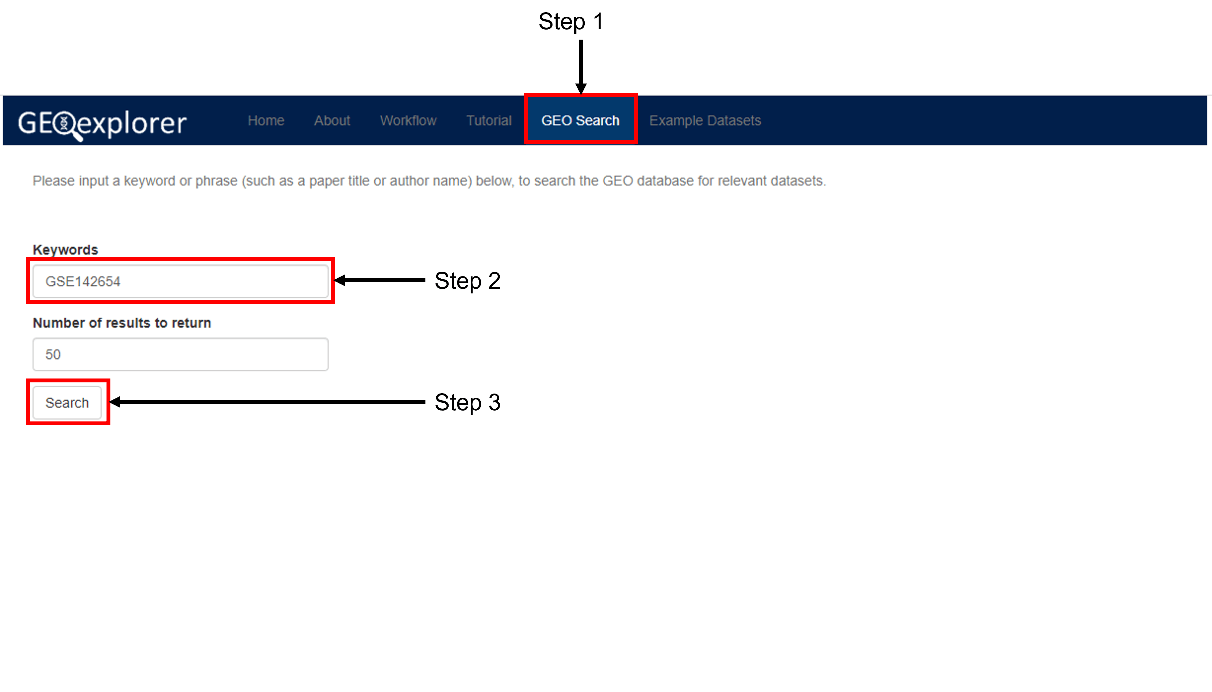 Step 1
GEOexplorer Home About Workflow Tutorial GEO Search Example Datasets
Please input a keyword or phrase (such as a paper title or author name) below, to search the GEO database for relevant datasets.
Keywords
GSE142654 Step 2
Number of results to return
50
Search Step 3